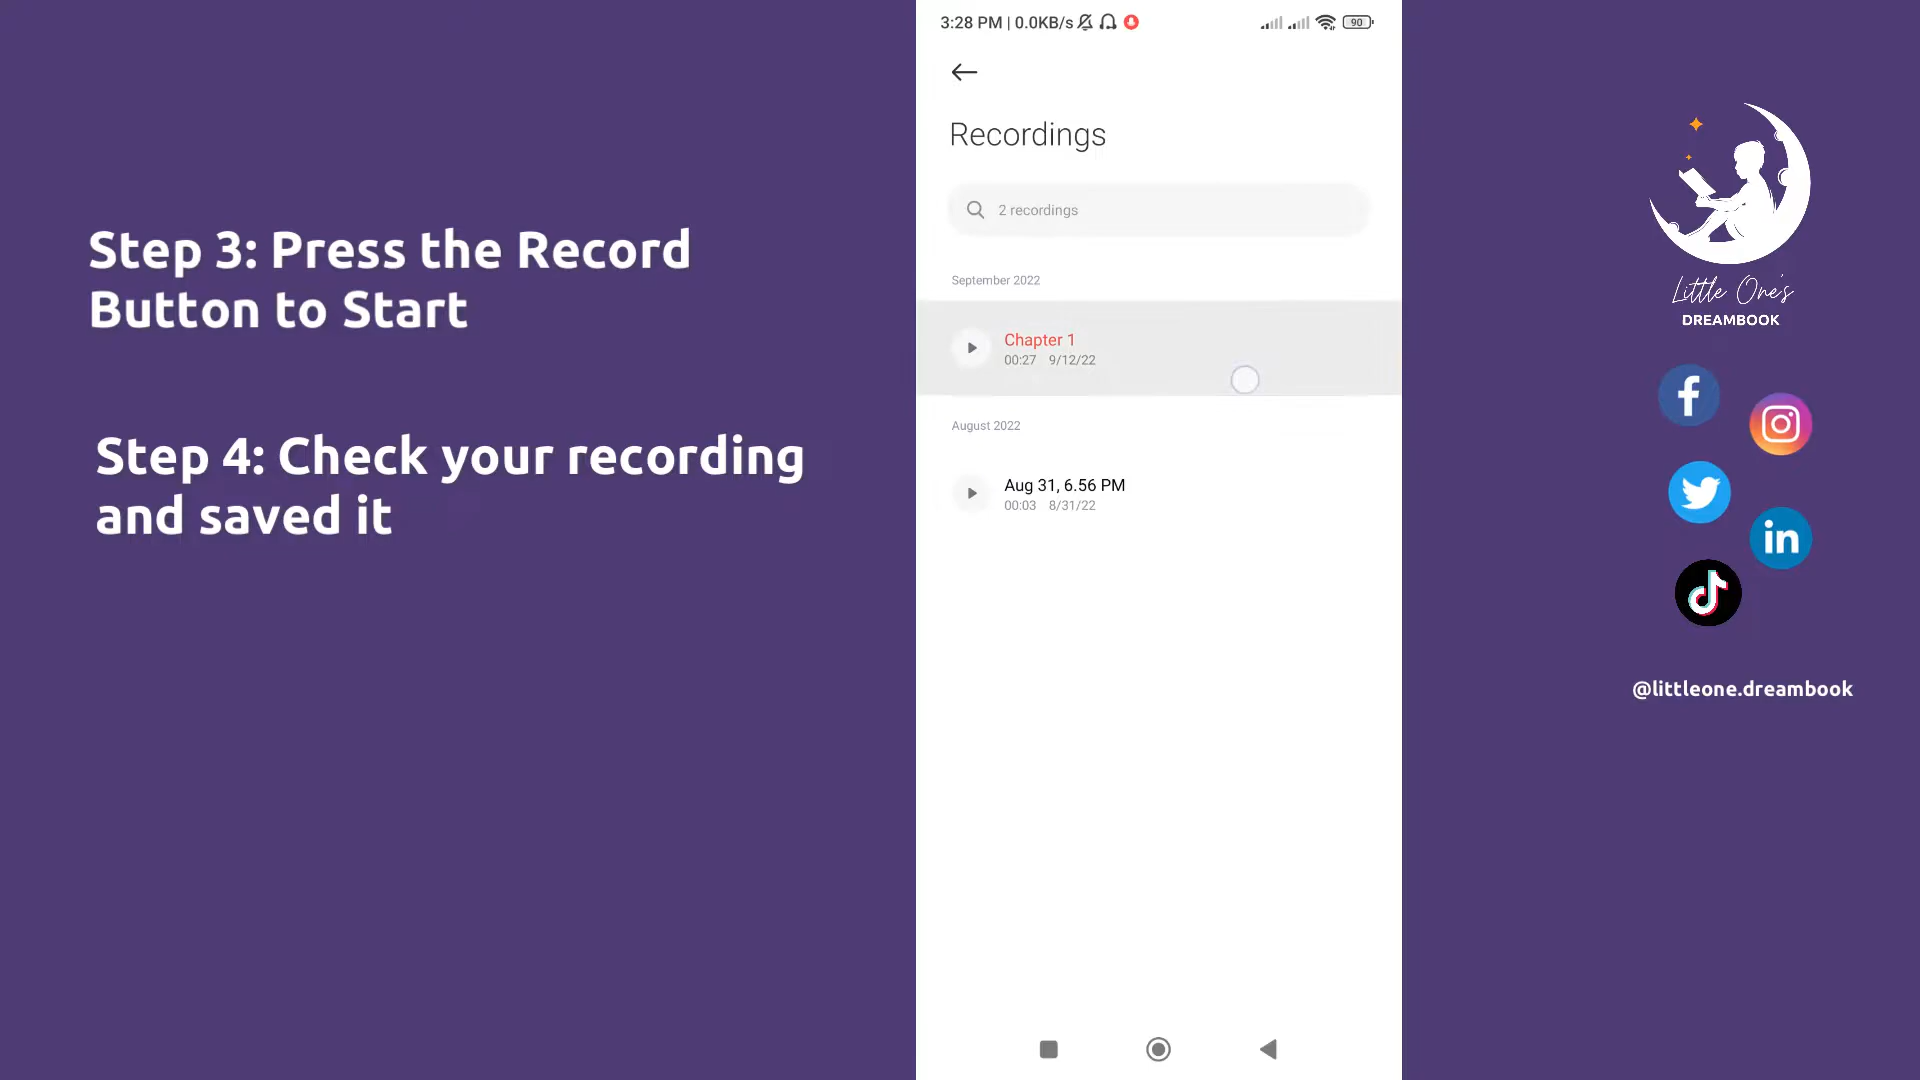 Step 3: Press the Record
Button to Start
Step 4: Check your recording
and saved it
3:28 PM | 0.0KB/s
90
Recordings
2 recordings
September 2022
Chapter 1
00:27 9/12/22
August 2022
Aug 31, 6.56 PM
00:03 8/31/22
Little One's
DREAMBOOK
f
in
@littleone.dreambook